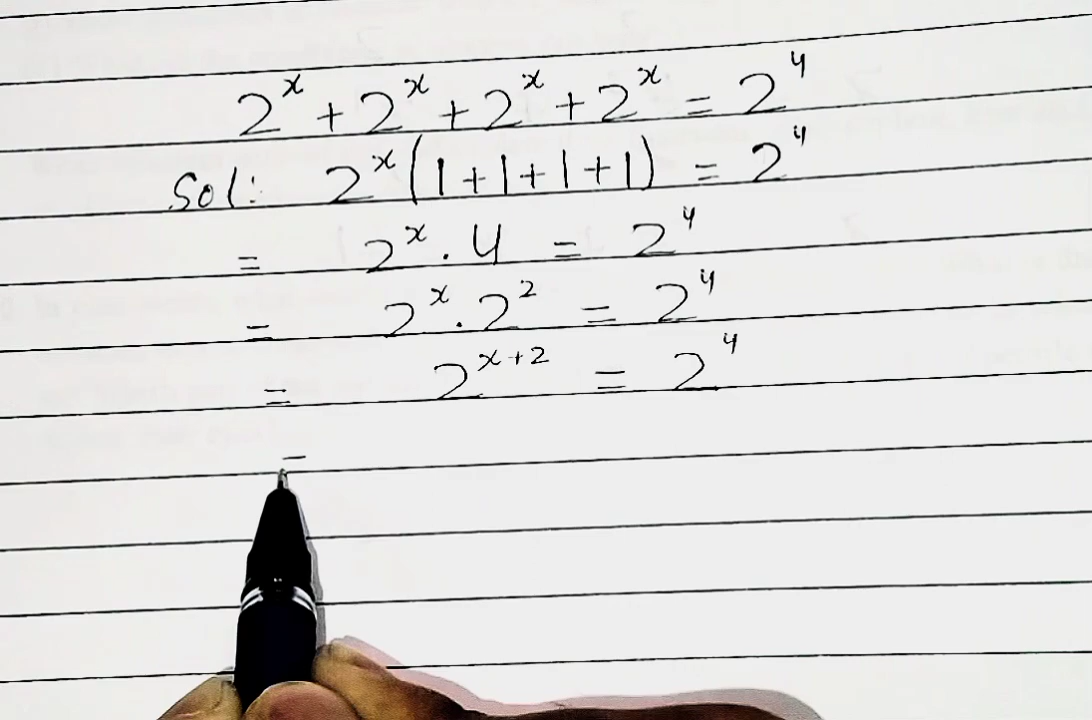 2^x + 2^x + 2^x + 2^x = 2^4
Sol: 2^x (1+1+1+1) = 2^4
= 2^x . 4 = 2^4
= 2^x . 2^2 = 2^4
= 2^{x+2} = 2^4